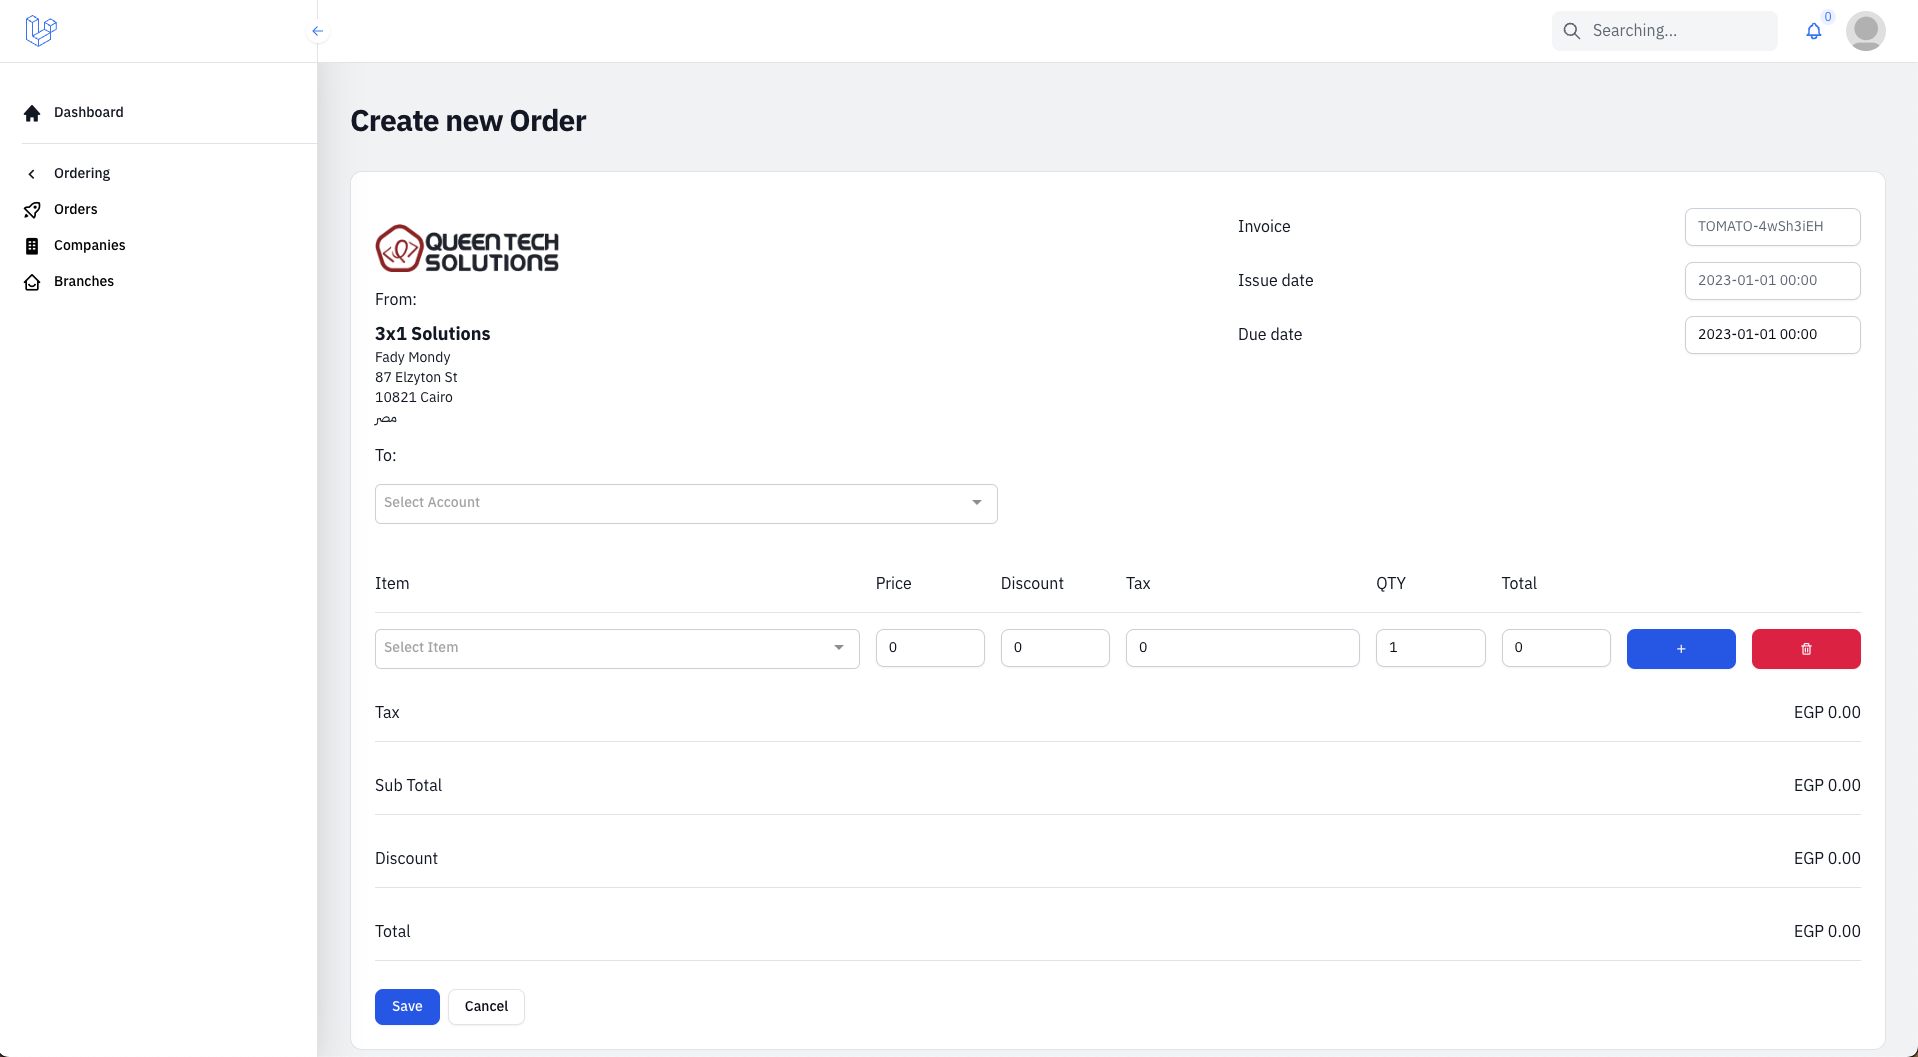 Searching...
0
Dashboard
Ordering
Orders
Companies
Branches
Create new Order
QUEEN TECH
SOLUTIONS
Invoice
TOMATO-4wSh3iEH
Issue date
2023-01-01 00:00
Due date
2023-01-01 00:00
From:
3x1 Solutions
Fady Mondy
87 Elzyton St
10821 Cairo
مصر
To:
Select Account
Item Price Discount Tax QTY Total
Select Item 0 0 0 1 0 +
Tax EGP 0.00
Sub Total EGP 0.00
Discount EGP 0.00
Total EGP 0.00
Save Cancel